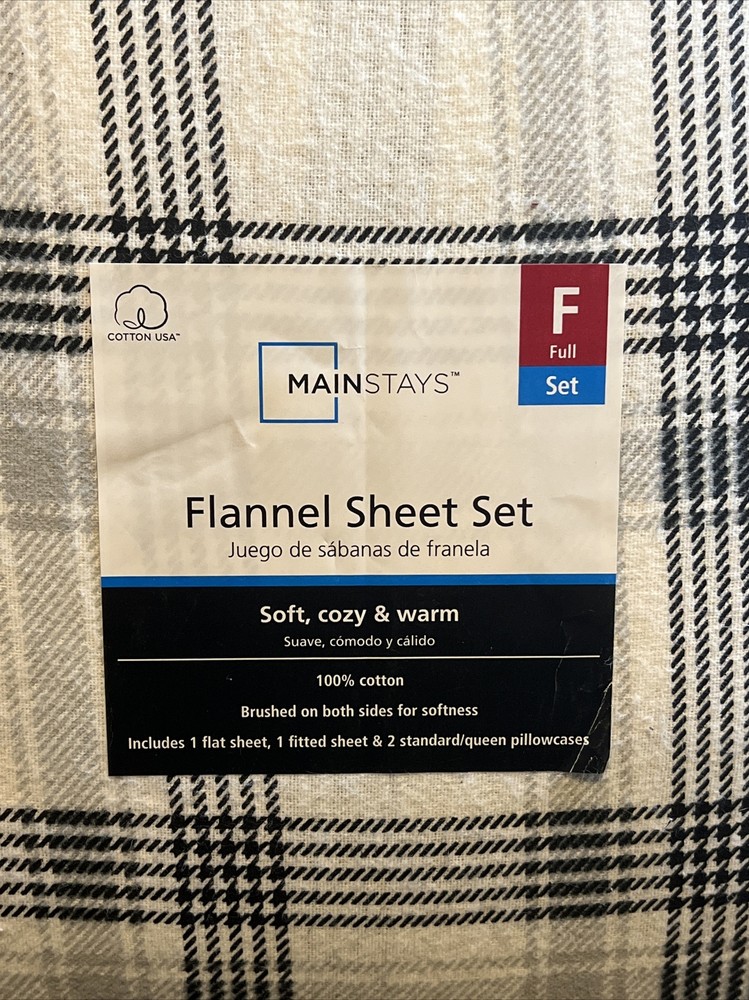 COTTON USA™
F
Full
Set
MAINSTAYS™
Flannel Sheet Set
Juego de sábanas de franela
Soft, cozy & warm
Suave, cómodo y cálido
100% cotton
Brushed on both sides for softness
Includes 1 flat sheet, 1 fitted sheet & 2 standard/queen pillowcases